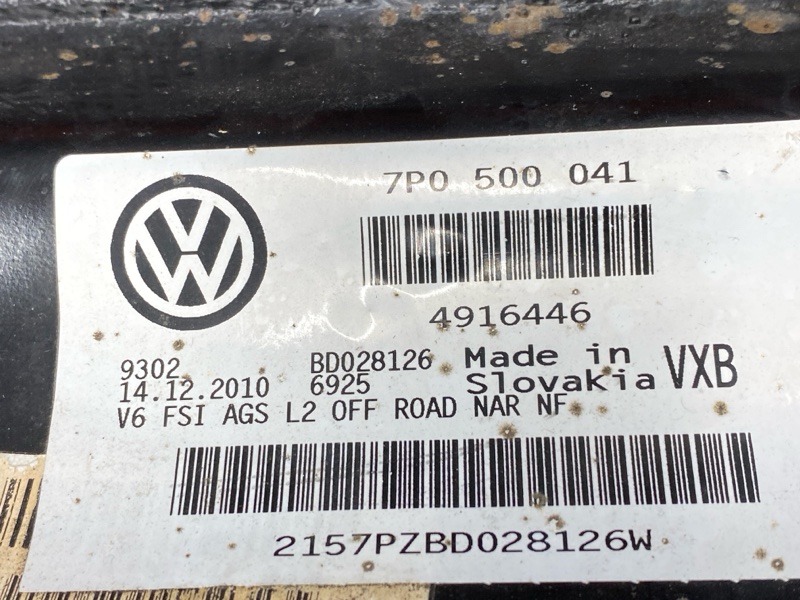 7P0 500 041
4916446
9302 BD028126 Made in VXB
14.12.2010 6925 Slovakia
V6 FSI AGS L2 OFF ROAD NAR NF
2157PZBD028126W